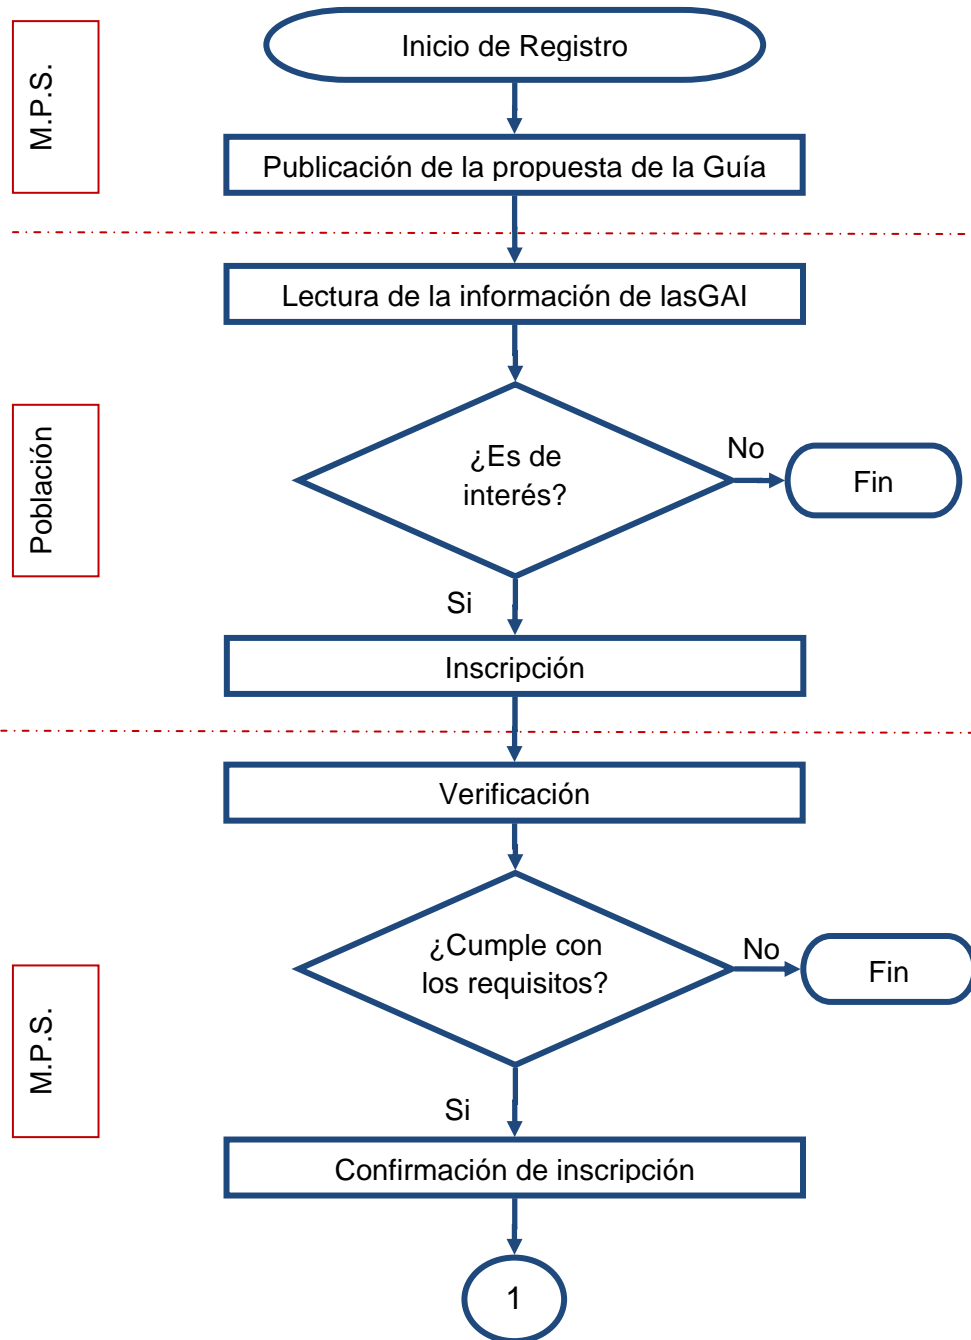 M.P.S.
Inicio de Registro
Publicación de la propuesta de la Guía
Lectura de la información de lasGAI
Población
¿Es de
interés?
No
Fin
Si
Inscripción
Verificación
M.P.S.
¿Cumple con
los requisitos?
No
Fin
Si
Confirmación de inscripción
1